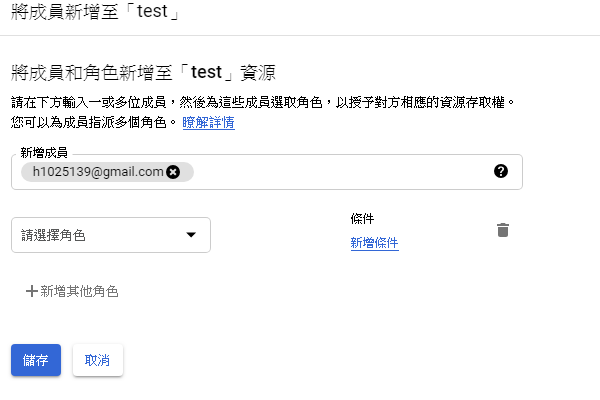 將成員新增至「test」
將成員和角色新增至「test」資源
請在下方輸入一或多位成員，然後為這些成員選取角色，以授予對方相應的資源存取權。
您可以為成員指派多個角色。 瞭解詳情
新增成員
h1025139@gmail.com
條件
請選擇角色
新增條件
新增其他角色
儲存 取消